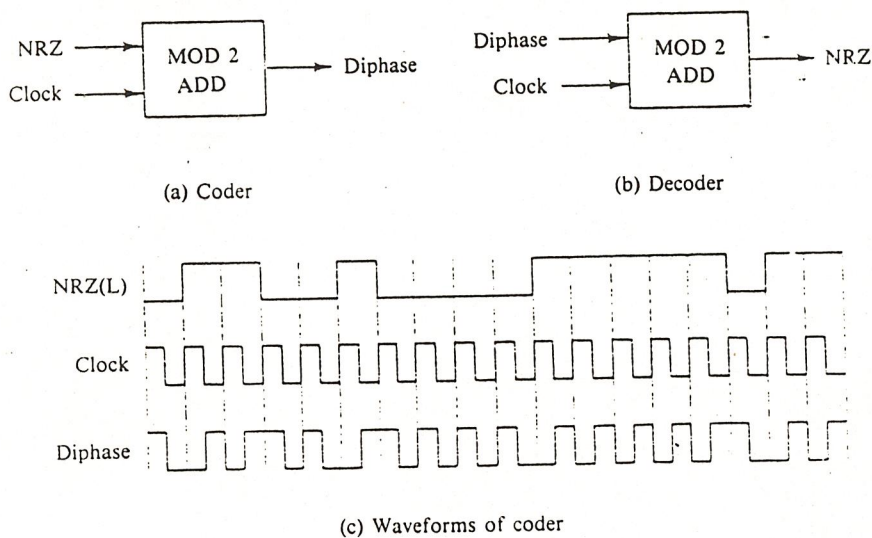 NRZ
Clock
MOD 2
ADD
Diphase
Diphase
Clock
MOD 2
ADD
NRZ
(a) Coder
(b) Decoder
NRZ(L)
Clock
Diphase
(c) Waveforms of coder